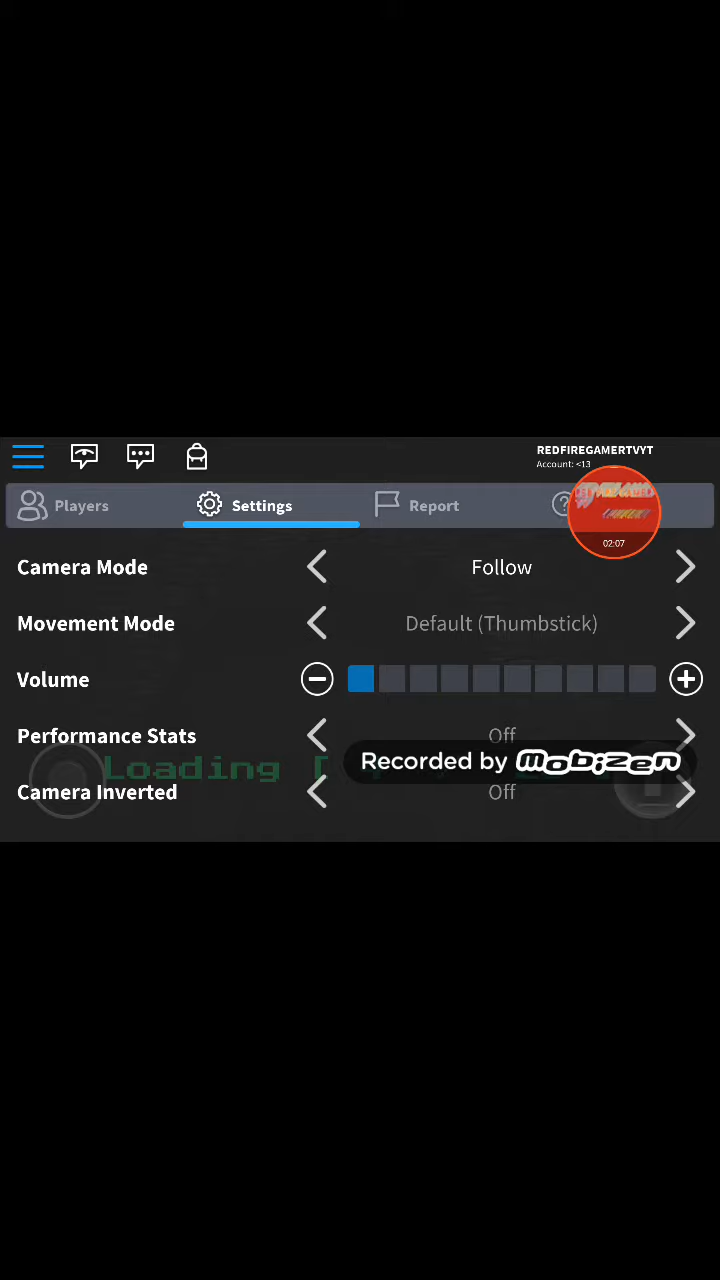 REDFIREGAMERTVYT
Account: <13
Players
Settings
Report
02:07
Camera Mode
Follow
Movement Mode
Default (Thumbstick)
Volume
Performance Stats
Off
Recorded by mobizen
Loading
Camera Inverted
Off